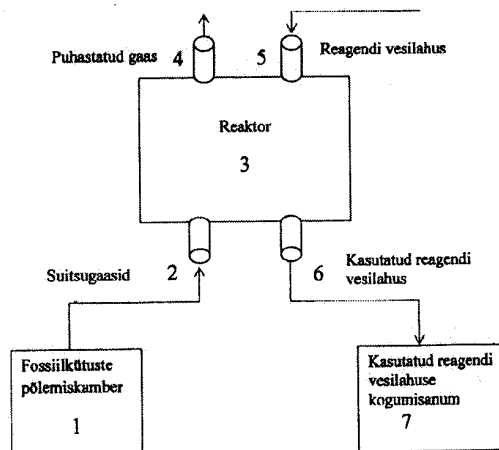 Puhastatud gaas 4
5 Reagendi vesilahus
Reaktor
3
Suitsugaasid 2
6 Kasutatud reagendi
vesilahus
Fossiilkütuste
põlemiskamber
1
Kasutatud reagendi
vesilahuse
kogumisanum
7